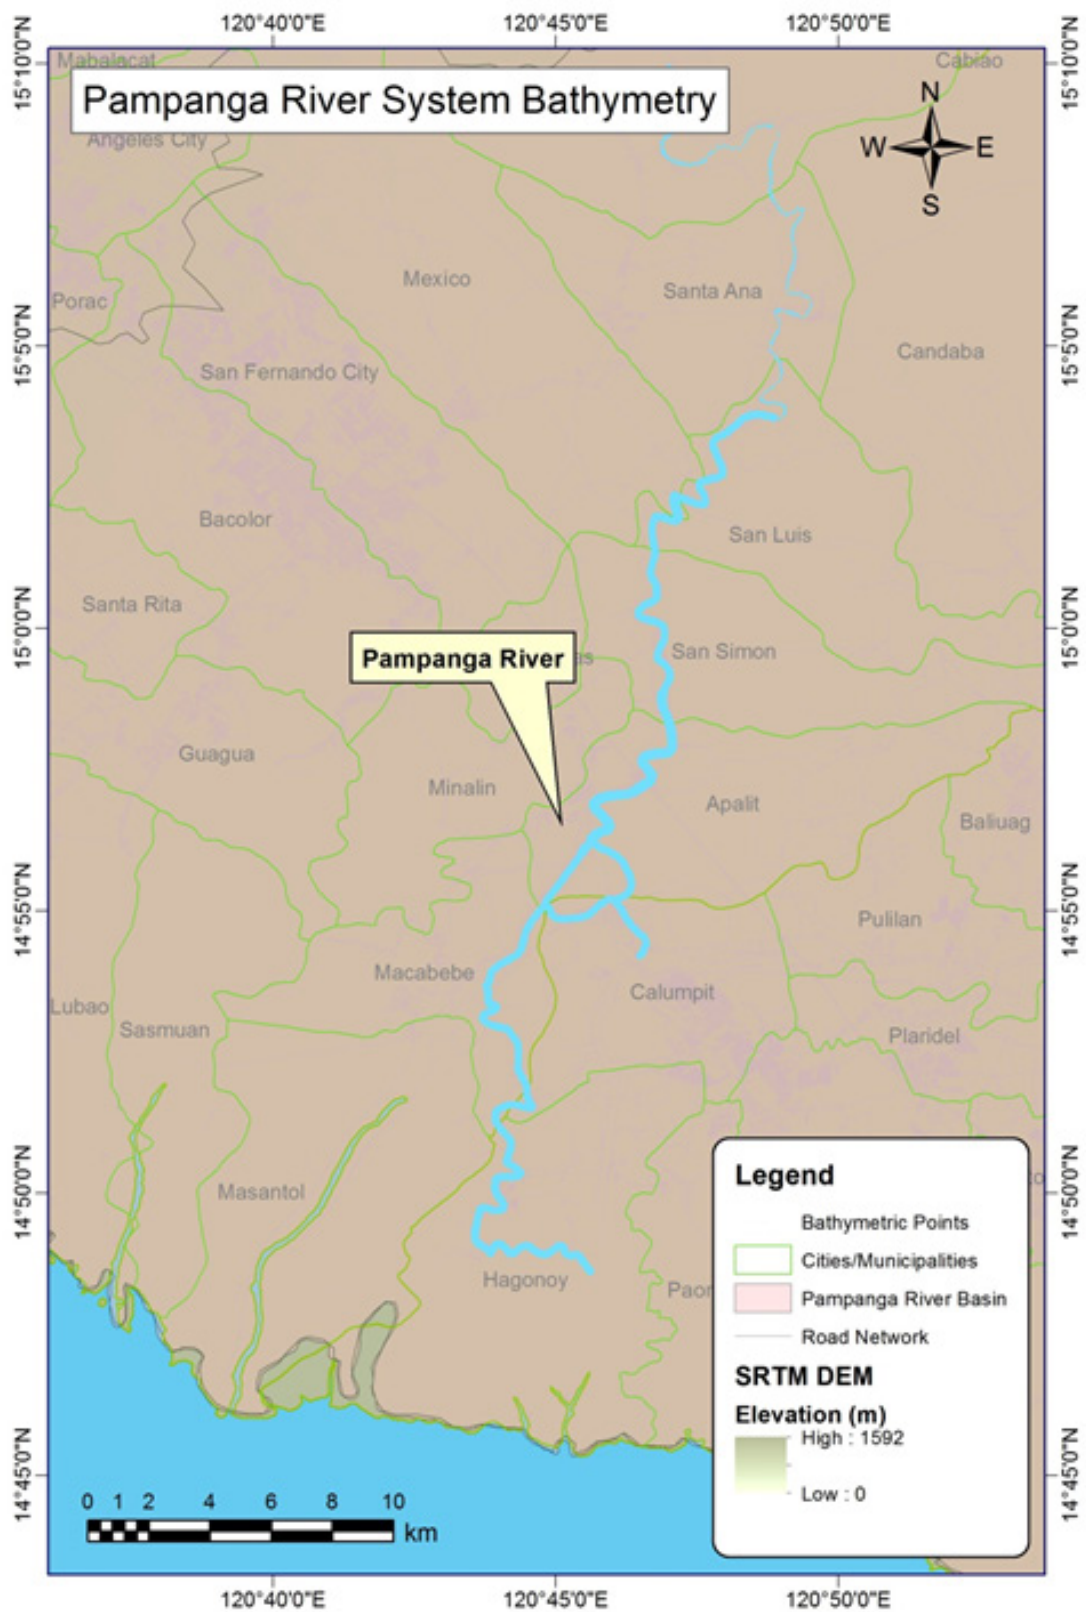 120°40'0"E 120°45'0"E 120°50'0"E
15°10'0"N 15°10'0"N
Mabalacat Cabiao
Pampanga River System Bathymetry
N
W E
S
Angeles City
Mexico
Santa Ana
Porac
15°5'0"N 15°5'0"N
San Fernando City
Candaba
Bacolor
San Luis
Santa Rita
15°0'0"N 15°0'0"N
Pampanga River
as
San Simon
Guagua
Minalin
Apalit
Baliuag
14°55'0"N 14°55'0"N
Pulilan
Macabebe
Calumpit
Lubao
Sasmuan
Plaridel
14°50'0"N 14°50'0"N
Masantol
to
Hagonoy
Paor
Legend
Bathymetric Points
Cities/Municipalities
Pampanga River Basin
Road Network
SRTM DEM
Elevation (m)
High : 1592
Low : 0
14°45'0"N 14°45'0"N
0 1 2 4 6 8 10
km
120°40'0"E 120°45'0"E 120°50'0"E